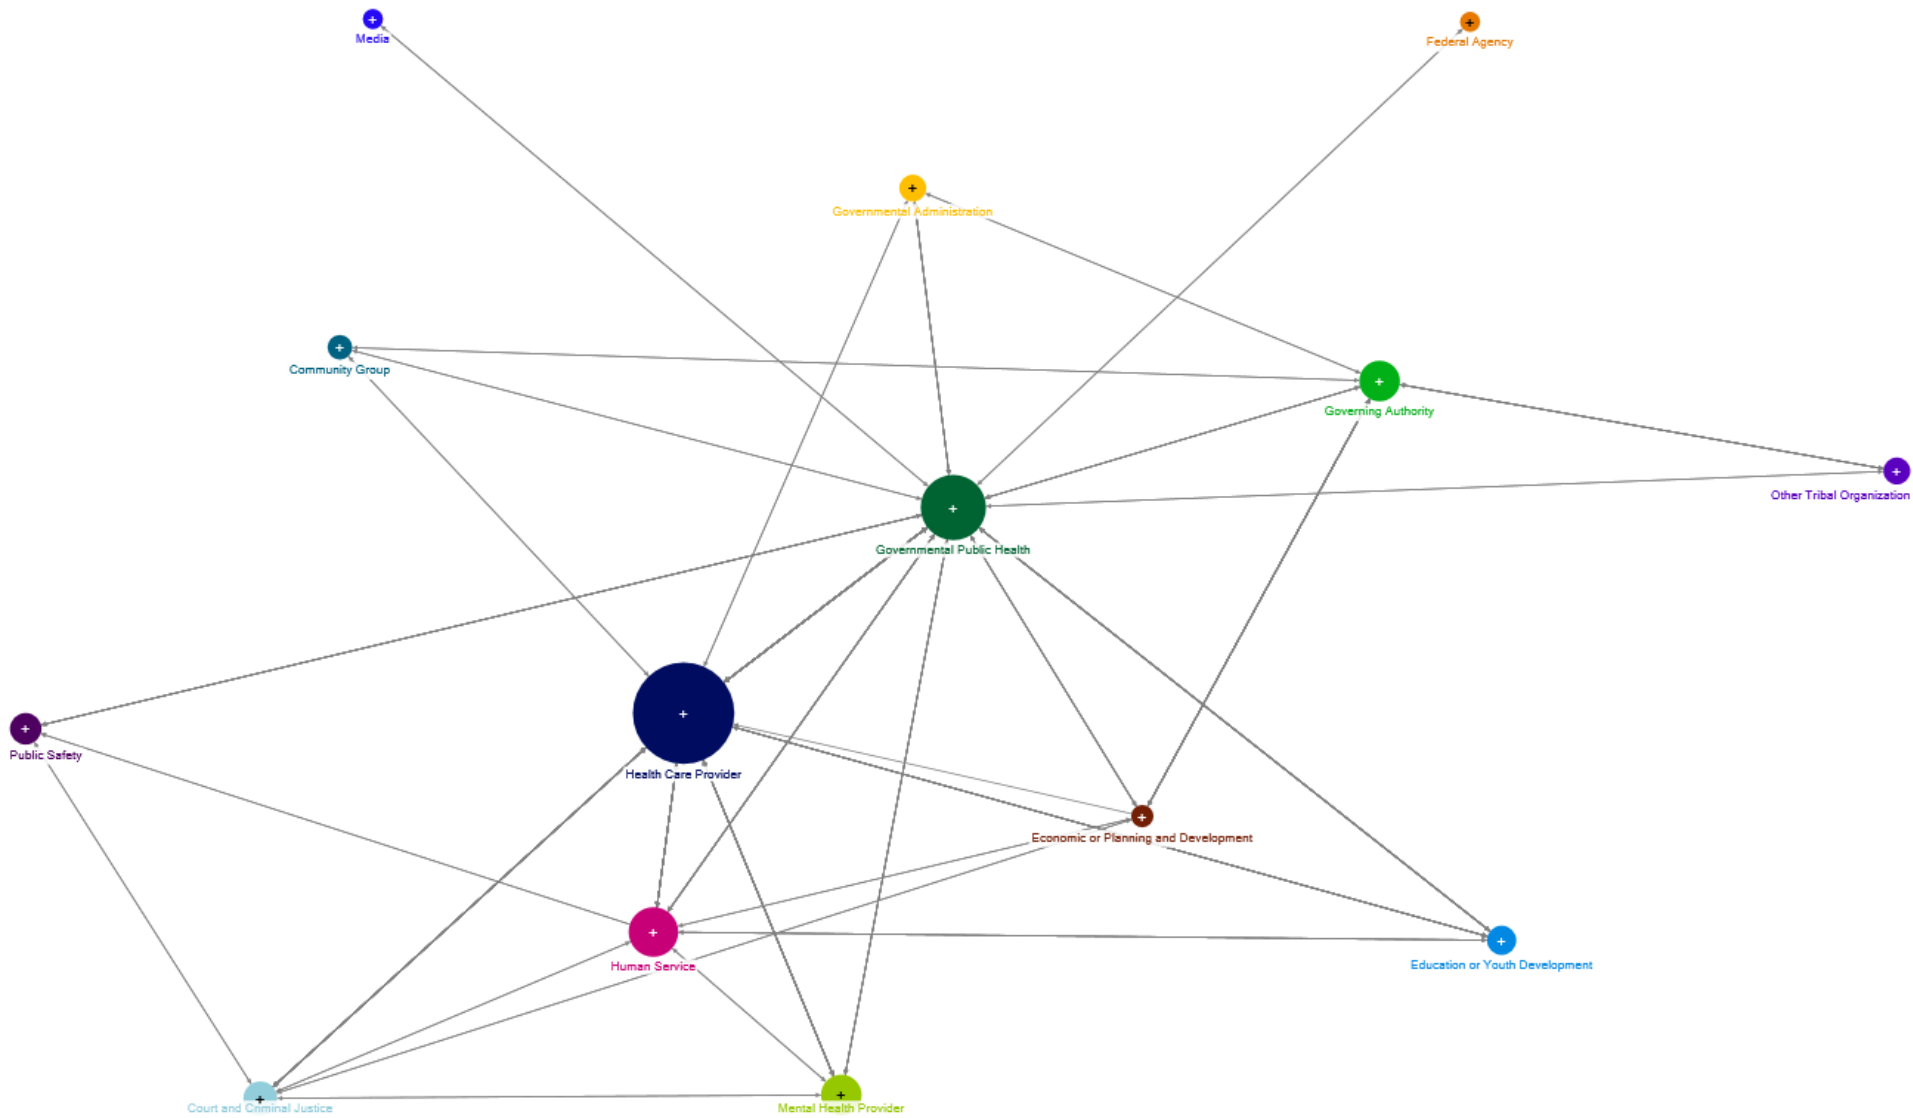 Media
Federal Agency
Governmental Administration
Community Group
Governing Authority
Other Tribal Organization
Governmental Public Health
Public Safety
Health Care Provider
Economic or Planning and Development
Human Service
Education or Youth Development
Court and Criminal Justice
Mental Health Provider